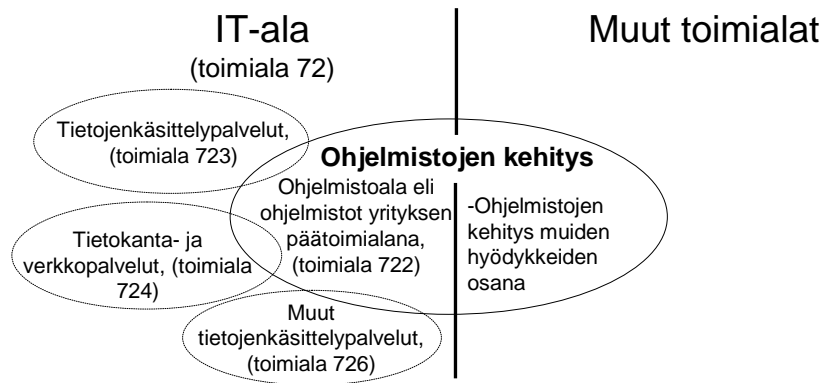 IT-ala
(toimiala 72)
Muut toimialat
Tietojenkäsittelypalvelut,
(toimiala 723)
Ohjelmistojen kehitys
Ohjelmistoala eli
ohjelmistot yrityksen
päätoimialana,
(toimiala 722)
-Ohjelmistojen
kehitys muiden
hyödykkeiden
osana
Tietokanta- ja
verkkopalvelut, (toimiala
724)
Muut
tietojenkäsittelypalvelut,
(toimiala 726)